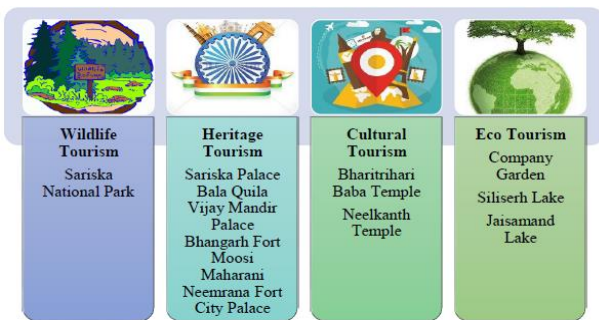 Wildlife
Tourism
Sariska
National Park
Heritage
Tourism
Sariska Palace
Bala Quila
Vijay Mandir
Palace
Bhangarh Fort
Moosi
Maharani
Neemrana Fort
City Palace
Cultural
Tourism
Bharitrihari
Baba Temple
Neelkanth
Temple
Eco Tourism
Company
Garden
Siliserh Lake
Jaisamand
Lake